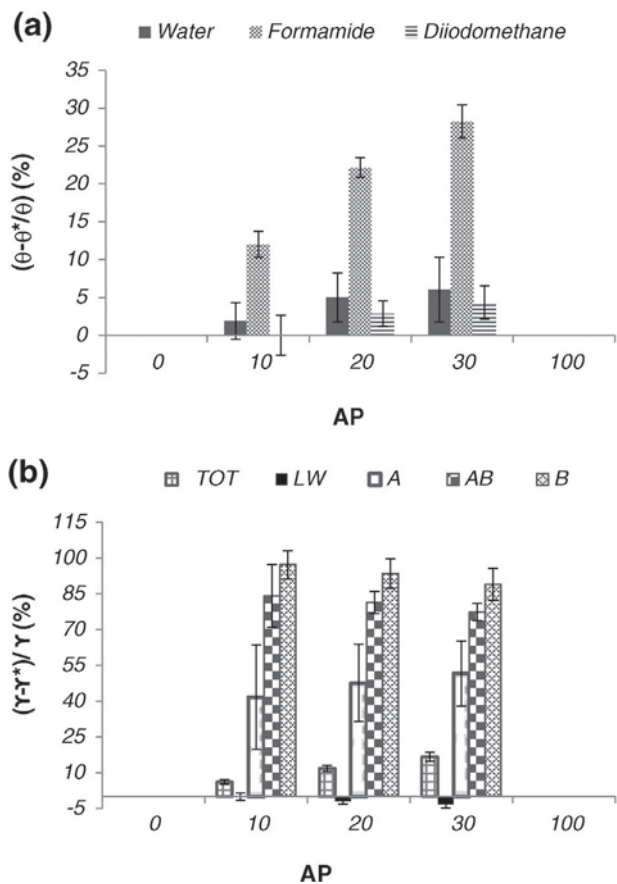 (a)
Water Formamide Diiodomethane
(θ-θ*/θ) (%)
35
30
25
20
15
10
5
0
-5
0 10 20 30 100
AP
(b)
TOT LW A AB B
(ϒ-ϒ*)/ ϒ (%)
115
100
85
70
55
40
25
10
-5
0 10 20 30 100
AP